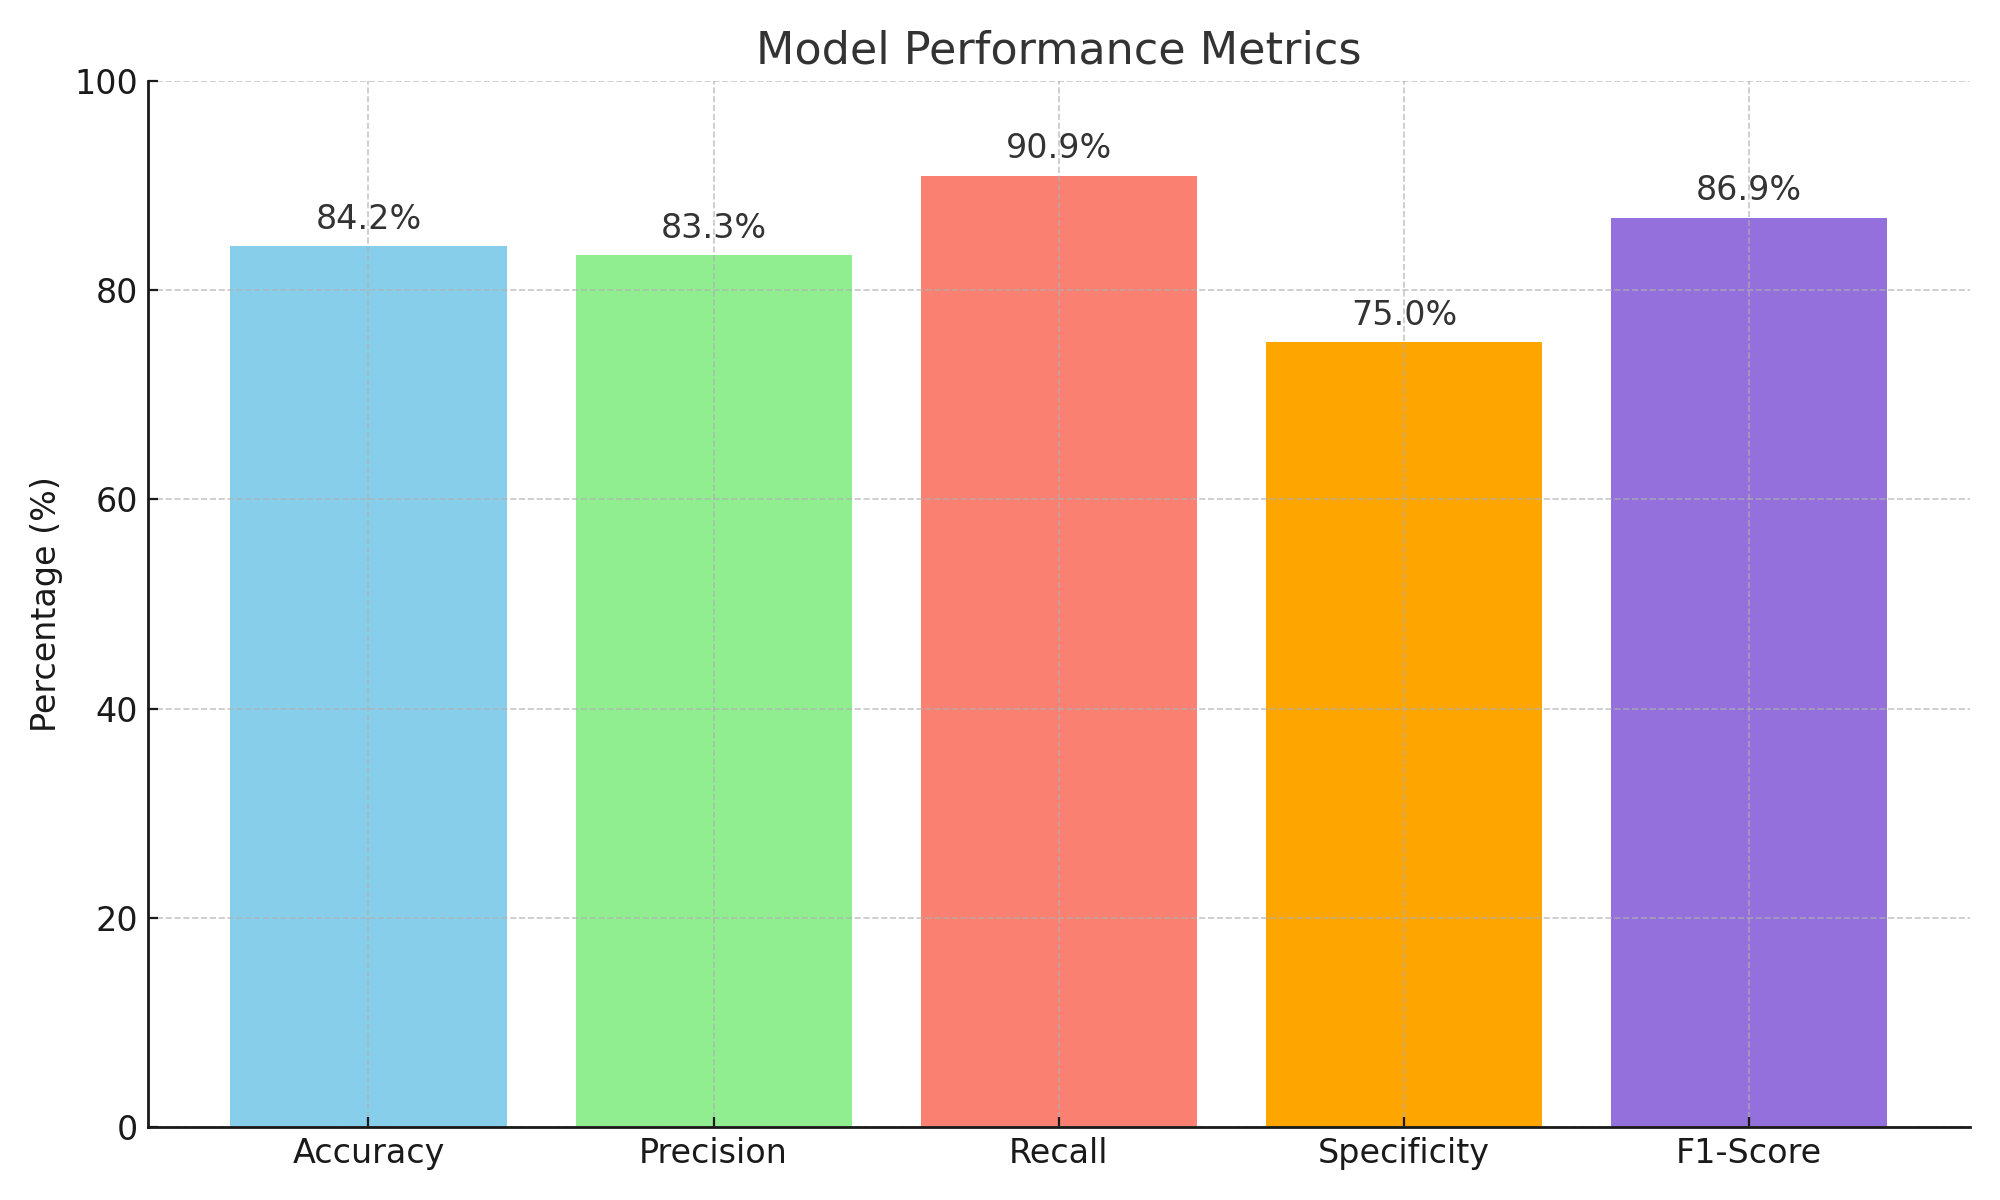 Model Performance Metrics
Percentage (%)
100
80
60
40
20
0
84.2%
83.3%
90.9%
75.0%
86.9%
Accuracy
Precision
Recall
Specificity
F1-Score